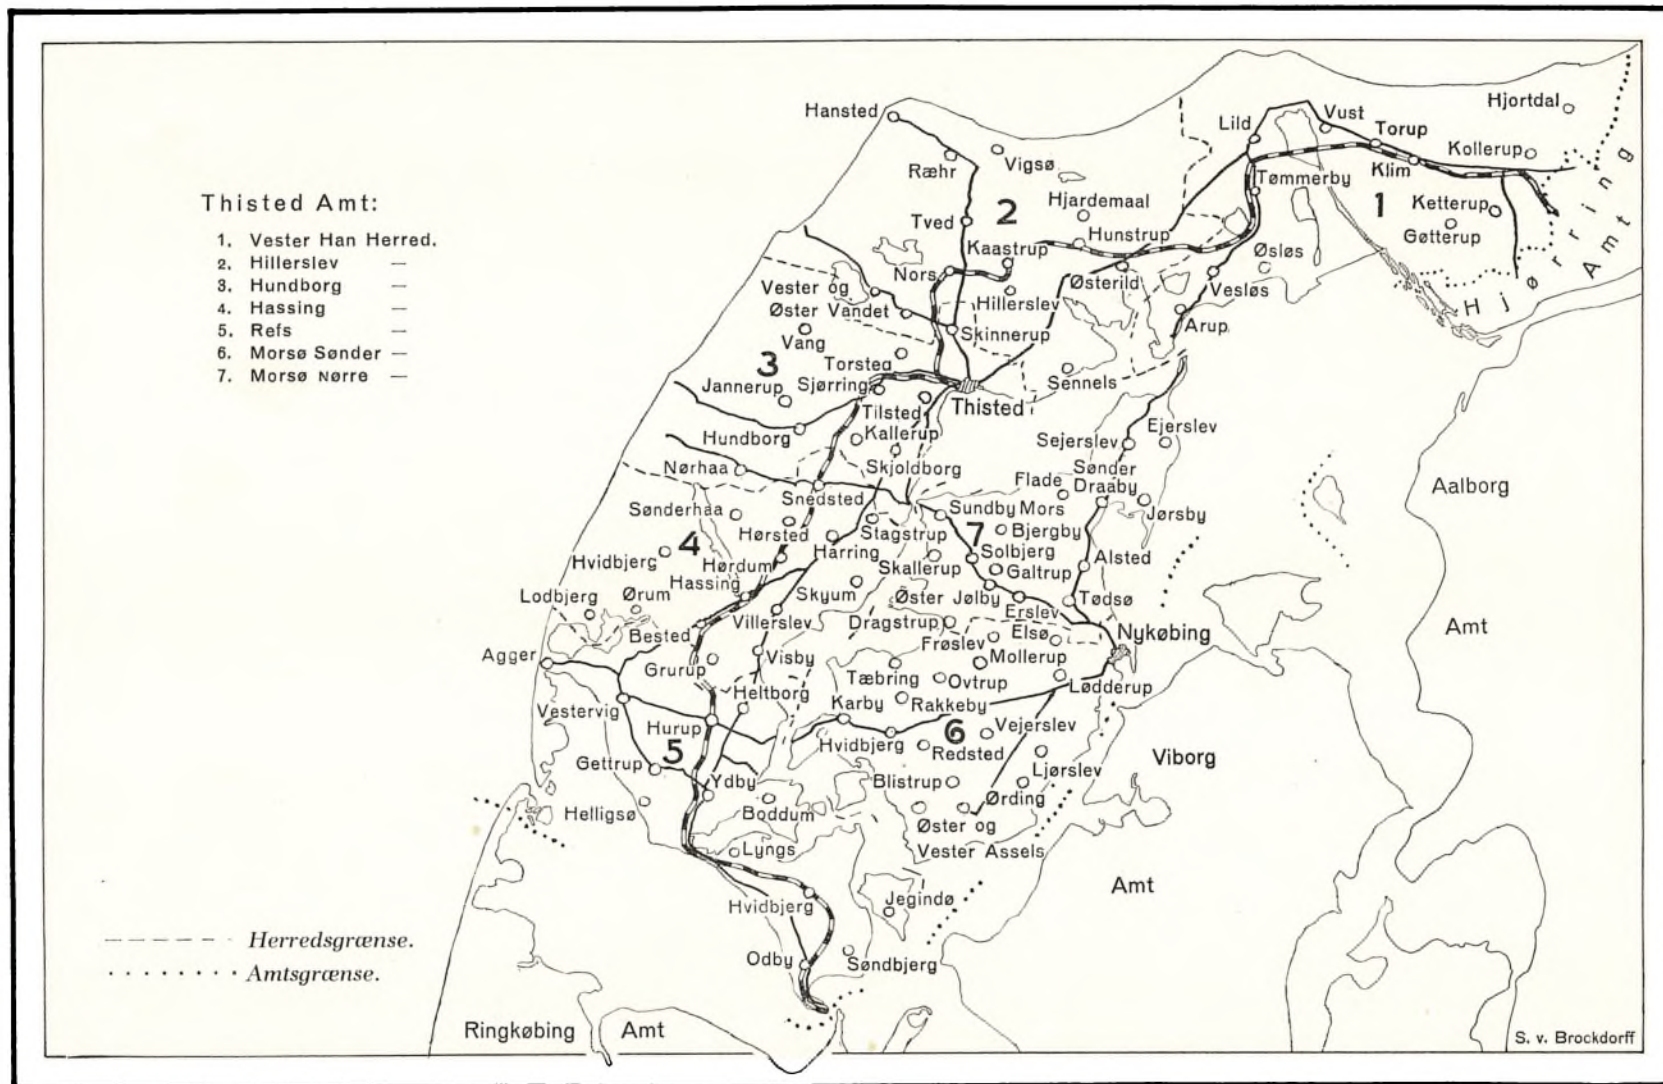 Thisted Amt:
1. Vester Han Herred.
2. Hillerslev —
3. Hundborg —
4. Hassing —
5. Refs —
6. Morsø Sønder —
7. Morsø Nørre —
Hansted
Ræhr
Vigsø
Tved
2
Hjardemaal
Hunstrup
Kaastrup
Nors
Hillerslev
Østerild
Vester og
Øster Vandet
Vang
Skinnerup
Lild
Vust
Torup
Hjortdal
Kollerup
Klim
Tømmerby
1
Ketterup
Gøtterup
Øsløs
Vesløs
Arup
Hjørring
Amt
3
Torsted
Jannerup
Sjørring
Sennels
Thisted
Tilsted
Hundborg
Kallerup
Sejerslev
Ejerslev
Nørhaa
Skjoldborg
Sønder
Draaby
Flade
Snedsted
Jørsby
Aalborg
Sønderhaa
Sundby Mors
Hørsted
Stagstrup
7
Bjergby
4
Harring
Solbjerg
Hvidbjerg
Hørdum
Skallerup
Galtrup
Alsted
Hassing
Skyum
Øster Jølby
Erslev
Tødsø
Lodbjerg
Ørum
Villerslev
Dragstrup
Bested
Frøslev
Elsø
Nykøbing
Amt
Agger
Grurup
Visby
Mollerup
Tæbring
Ovtrup
Lødderup
Heltborg
Karby
Rakkeby
Vestervig
Hurup
6
Vejerslev
5
Hvidbjerg
Redsted
Viborg
Gettrup
Ydby
Blistrup
Ljørslev
Helligsø
Boddum
Ørding
Øster og
Vester Assels
Lyngs
Amt
Hvidbjerg
Jegindø
Odby
Søndbjerg
Herredsgrænse.
Amtsgrænse.
Ringkøbing Amt
S. v. Brockdorff